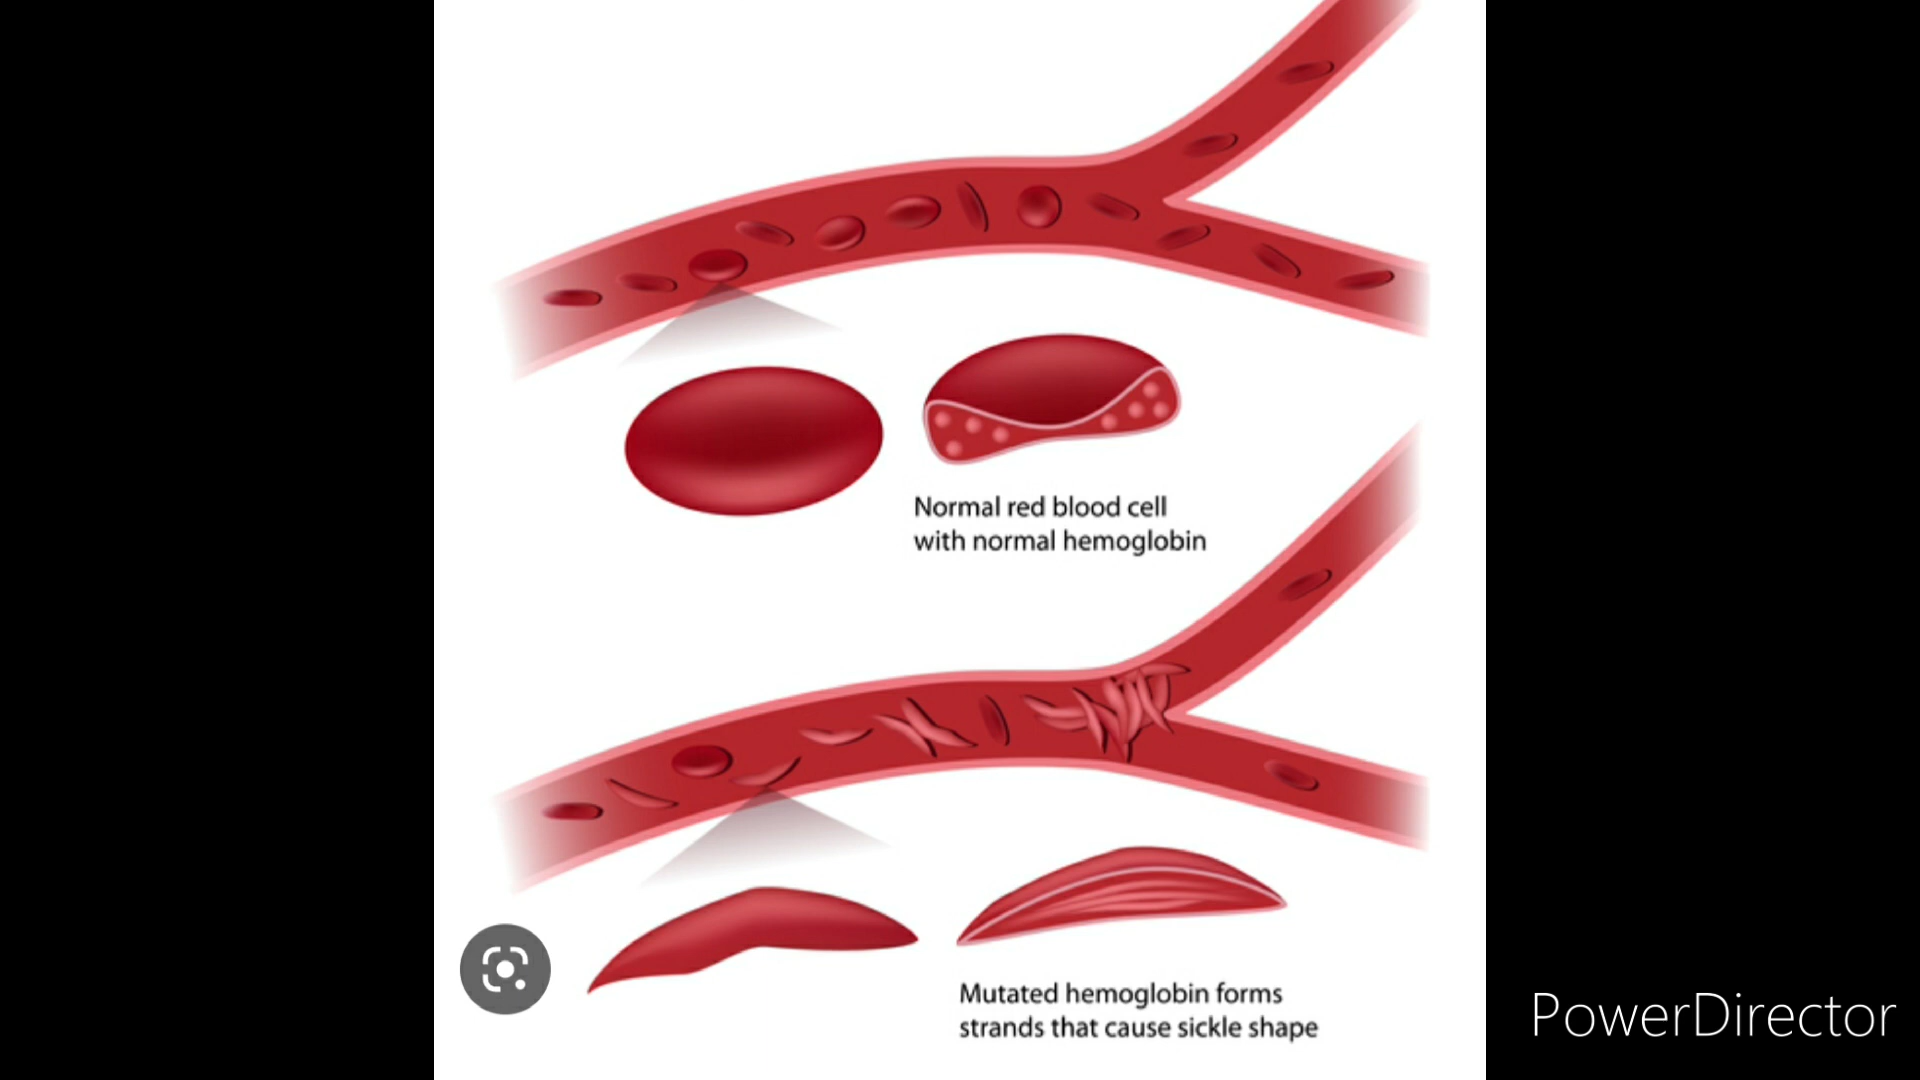 Normal red blood cell
with normal hemoglobin
Mutated hemoglobin forms
strands that cause sickle shape
PowerDirector